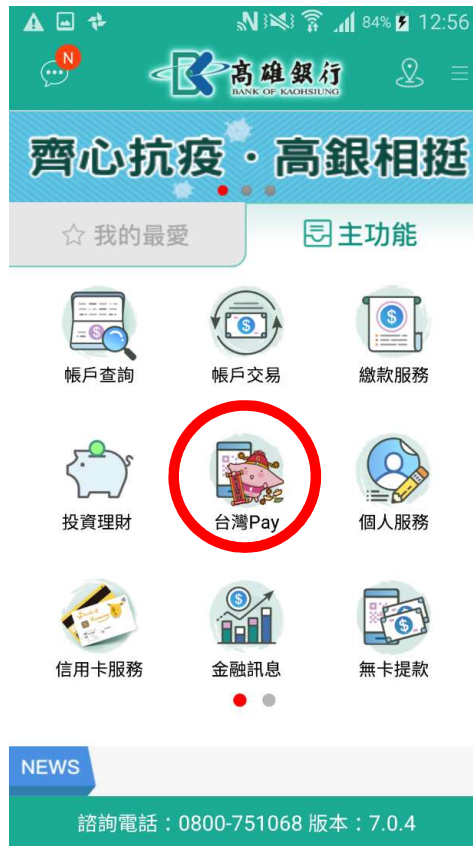 84% 12:56
N
高雄銀行
BANK OF KAOHSIUNG
齊心抗疫・高銀相挺
我的最愛
主功能
帳戶查詢 帳戶交易 繳款服務
投資理財 台灣Pay 個人服務
信用卡服務 金融訊息 無卡提款
NEWS
諮詢電話：0800-751068 版本：7.0.4